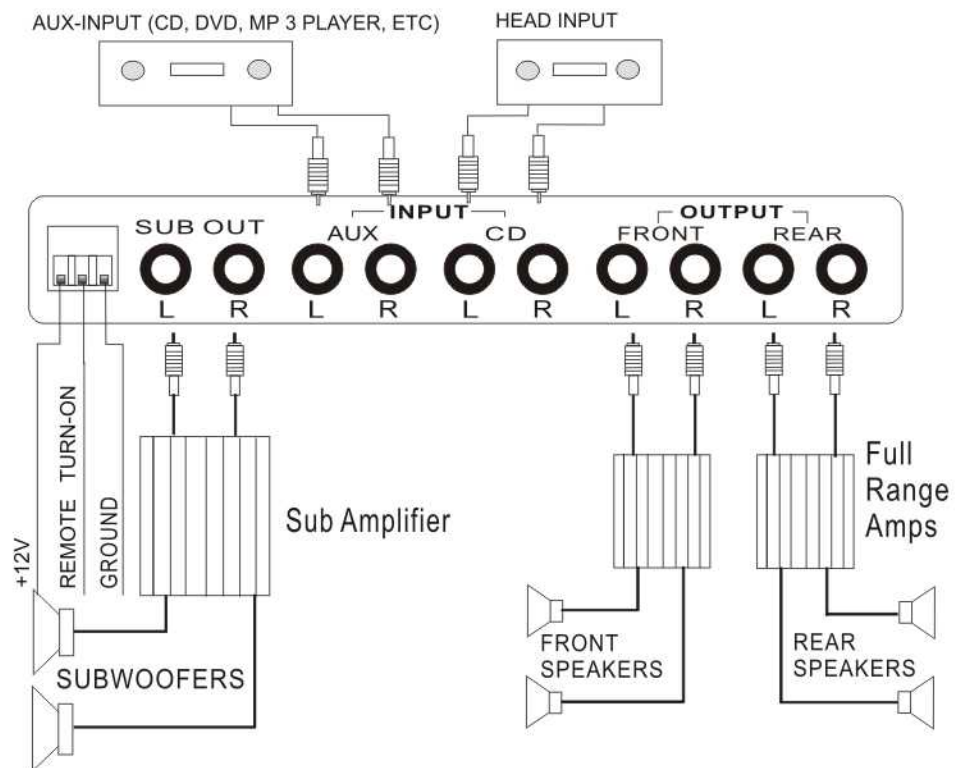 AUX-INPUT (CD, DVD, MP 3 PLAYER, ETC)
HEAD INPUT
SUB OUT
INPUT
AUX
CD
OUTPUT
FRONT
REAR
L R L R L R L R L R
+12V
REMOTE TURN-ON
GROUND
Sub Amplifier
Full
Range
Amps
SUBWOOFERS
FRONT
SPEAKERS
REAR
SPEAKERS